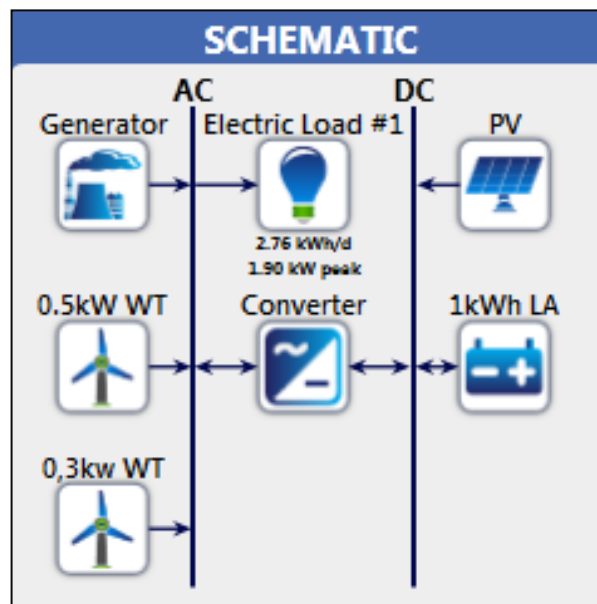 SCHEMATIC
AC DC
Generator Electric Load #1 PV
2.76 kWh/d
1.90 kW peak
0.5kW WT Converter 1kWh LA
0,3kw WT